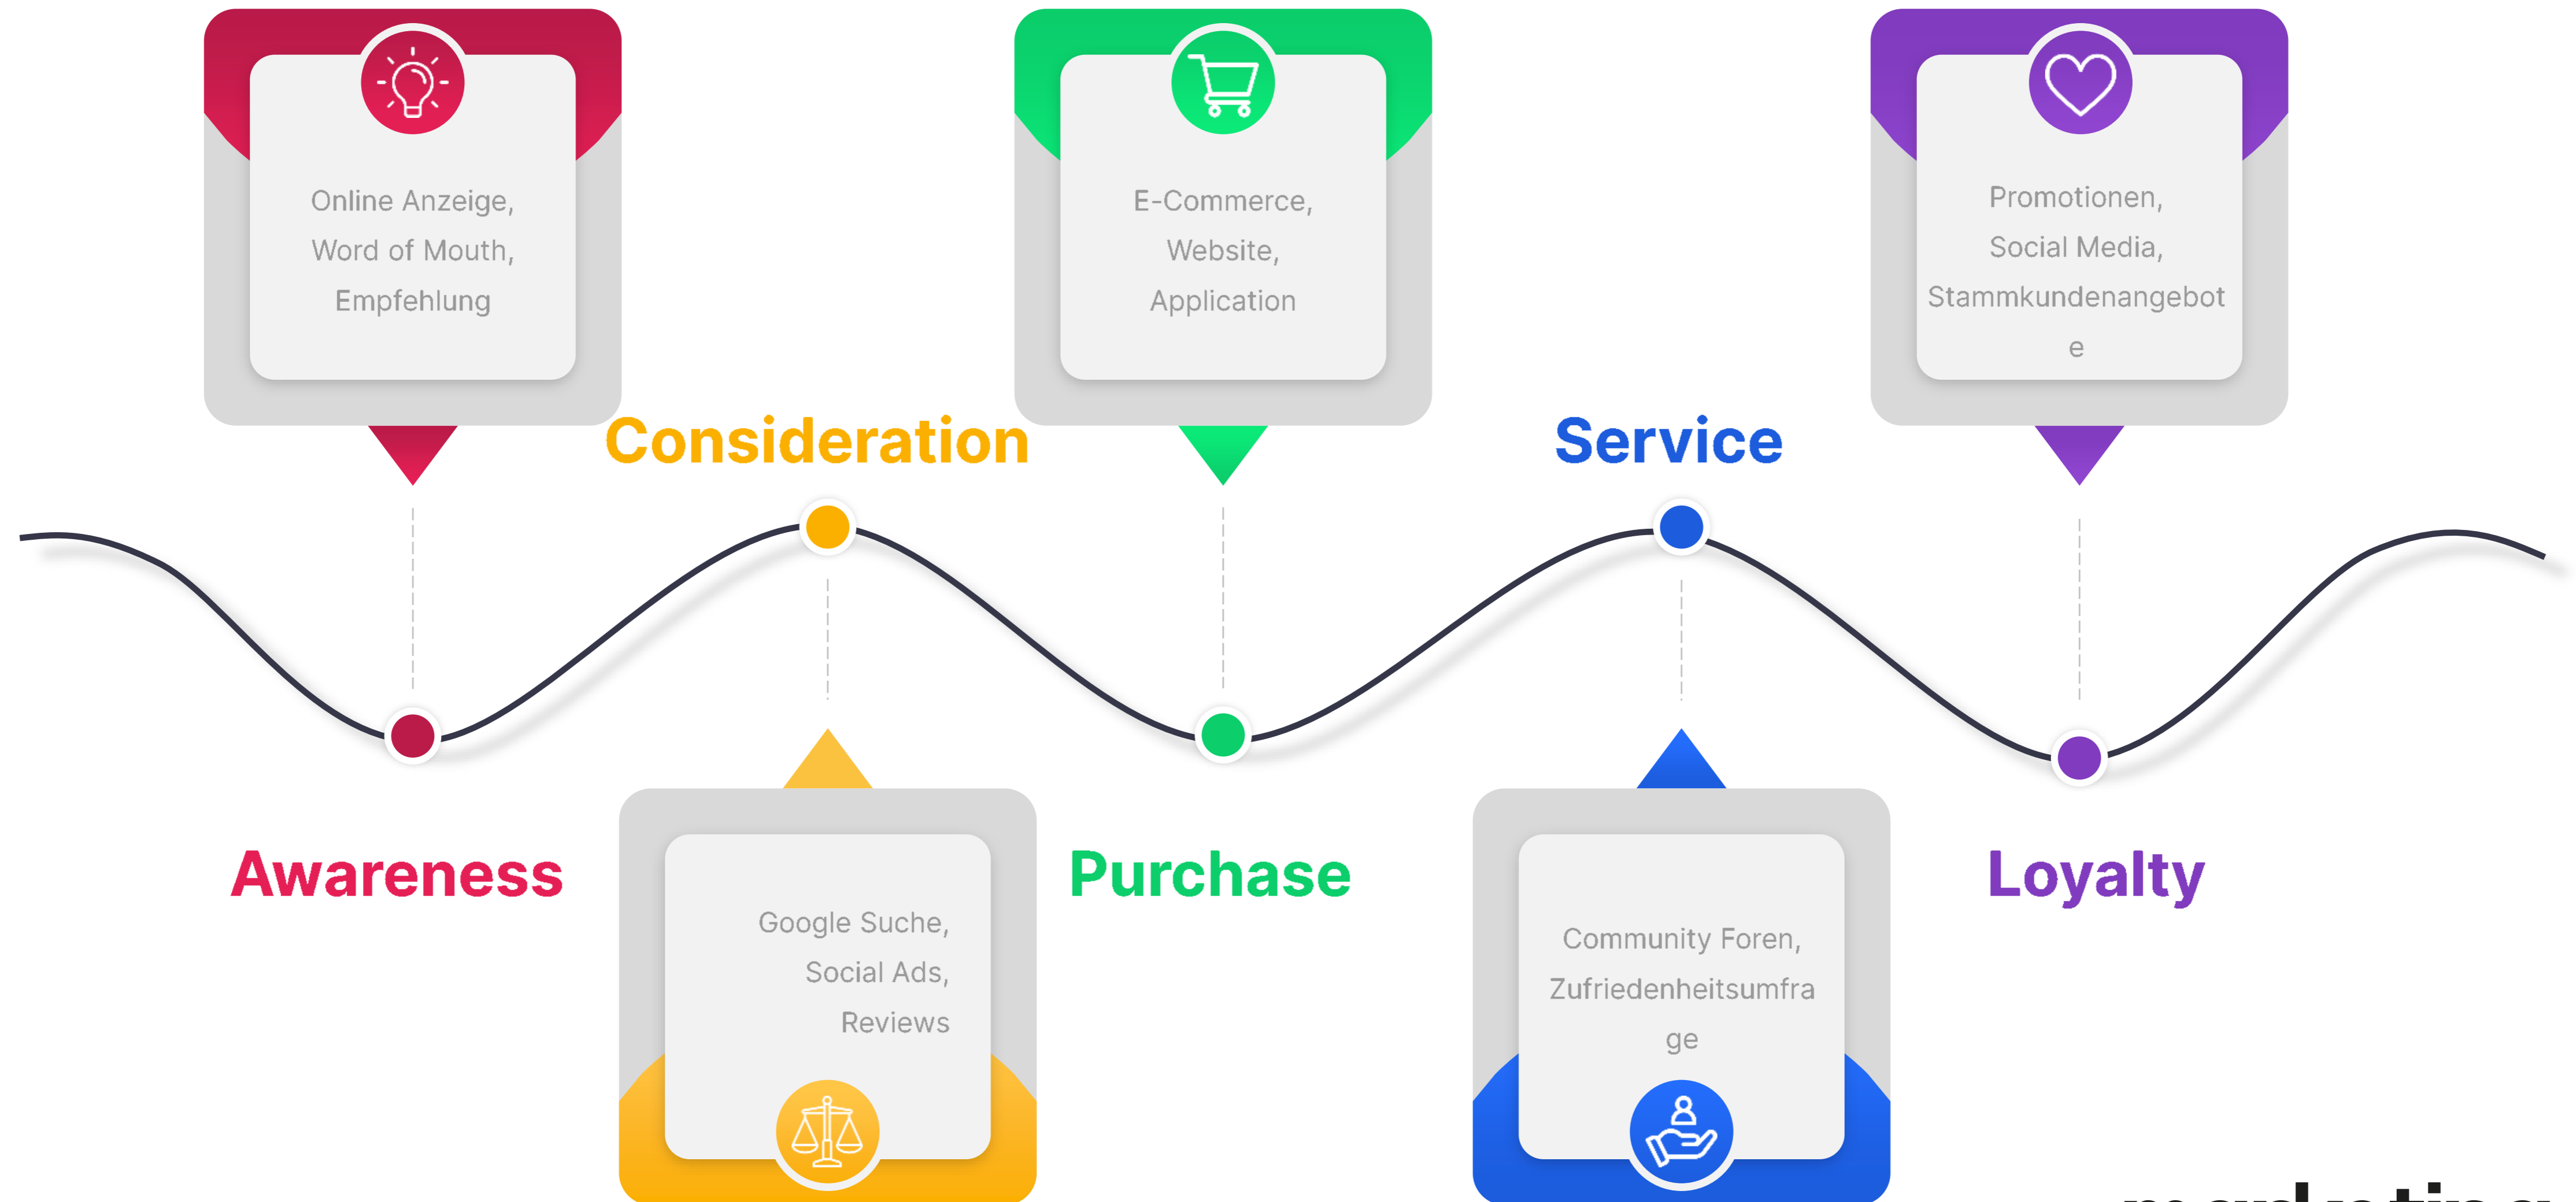 Online Anzeige,
Word of Mouth,
Empfehlung
Awareness
Consideration
Google Suche,
Social Ads,
Reviews
E-Commerce,
Website,
Application
Purchase
Service
Community Foren,
Zufriedenheitsumfra
ge
Promotionen,
Social Media,
Stammkundenangebot
e
Loyalty